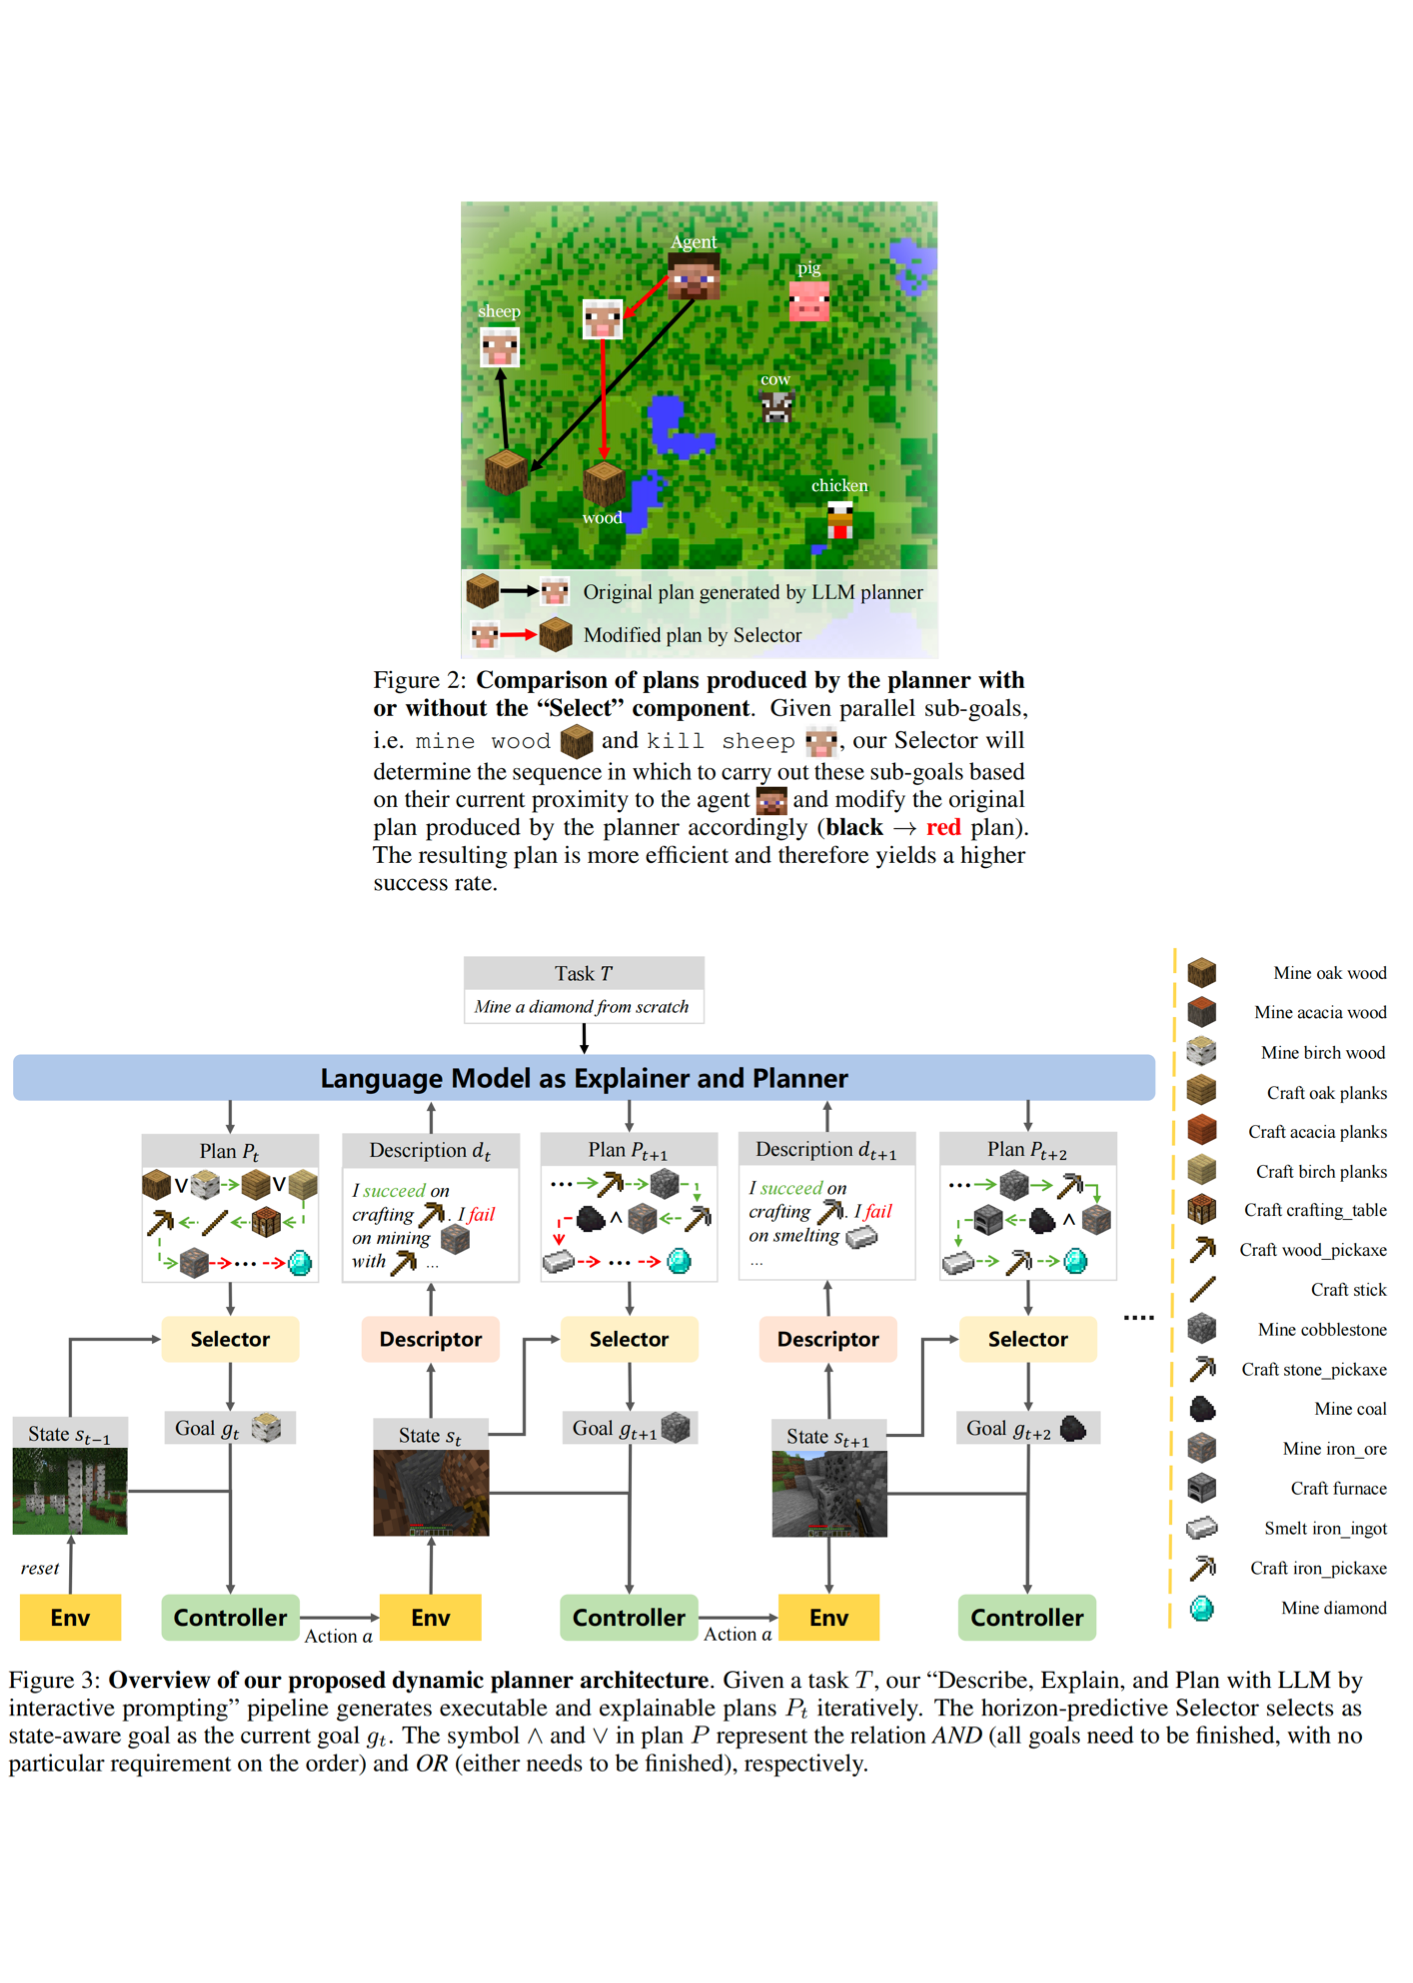 Agent
pig
sheep
cow
chicken
wood
Original plan generated by LLM planner
Modified plan by Selector
Figure 2: Comparison of plans produced by the planner with
or without the “Select” component. Given parallel sub-goals,
i.e. mine wood and kill sheep , our Selector will
determine the sequence in which to carry out these sub-goals based
on their current proximity to the agent and modify the original
plan produced by the planner accordingly (black → red plan).
The resulting plan is more efficient and therefore yields a higher
success rate.
Task T
Mine a diamond from scratch
Language Model as Explainer and Planner
Plan P_t
∨ ∨
...
Description d_t
I succeed on
crafting . I fail
on mining
with ...
Plan P_{t+1}
...
∧
...
Description d_{t+1}
I succeed on
crafting . I fail
on smelting
...
Plan P_{t+2}
...
∧
Selector
Descriptor
Selector
Descriptor
Selector
....
State s_{t−1}
Goal g_t
State s_t
Goal g_{t+1}
State s_{t+1}
Goal g_{t+2}
reset
Env
Controller
Action a
Env
Controller
Action a
Env
Controller
Mine oak wood
Mine acacia wood
Mine birch wood
Craft oak planks
Craft acacia planks
Craft birch planks
Craft crafting_table
Craft wood_pickaxe
Craft stick
Mine cobblestone
Craft stone_pickaxe
Mine coal
Mine iron_ore
Craft furnace
Smelt iron_ingot
Craft iron_pickaxe
Mine diamond
Figure 3: Overview of our proposed dynamic planner architecture. Given a task T, our “Describe, Explain, and Plan with LLM by
interactive prompting” pipeline generates executable and explainable plans P_t iteratively. The horizon-predictive Selector selects as
state-aware goal as the current goal g_t. The symbol ∧ and ∨ in plan P represent the relation AND (all goals need to be finished, with no
particular requirement on the order) and OR (either needs to be finished), respectively.